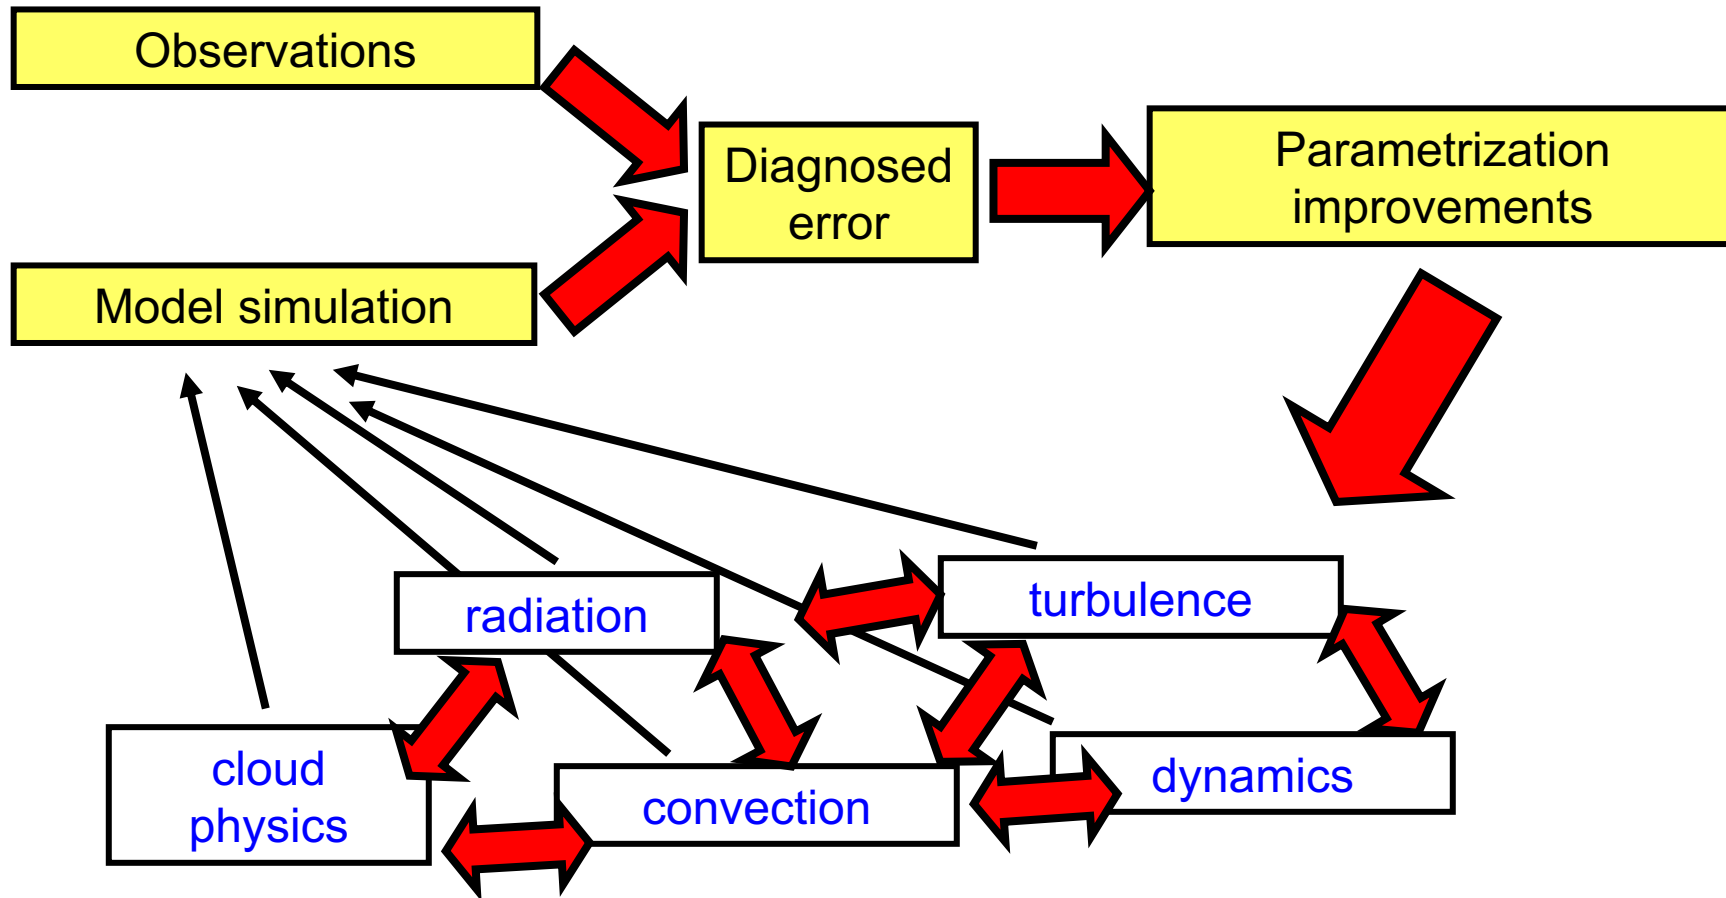 Observations
Diagnosed
error
Parametrization
improvements
Model simulation
radiation
turbulence
cloud
physics
convection
dynamics